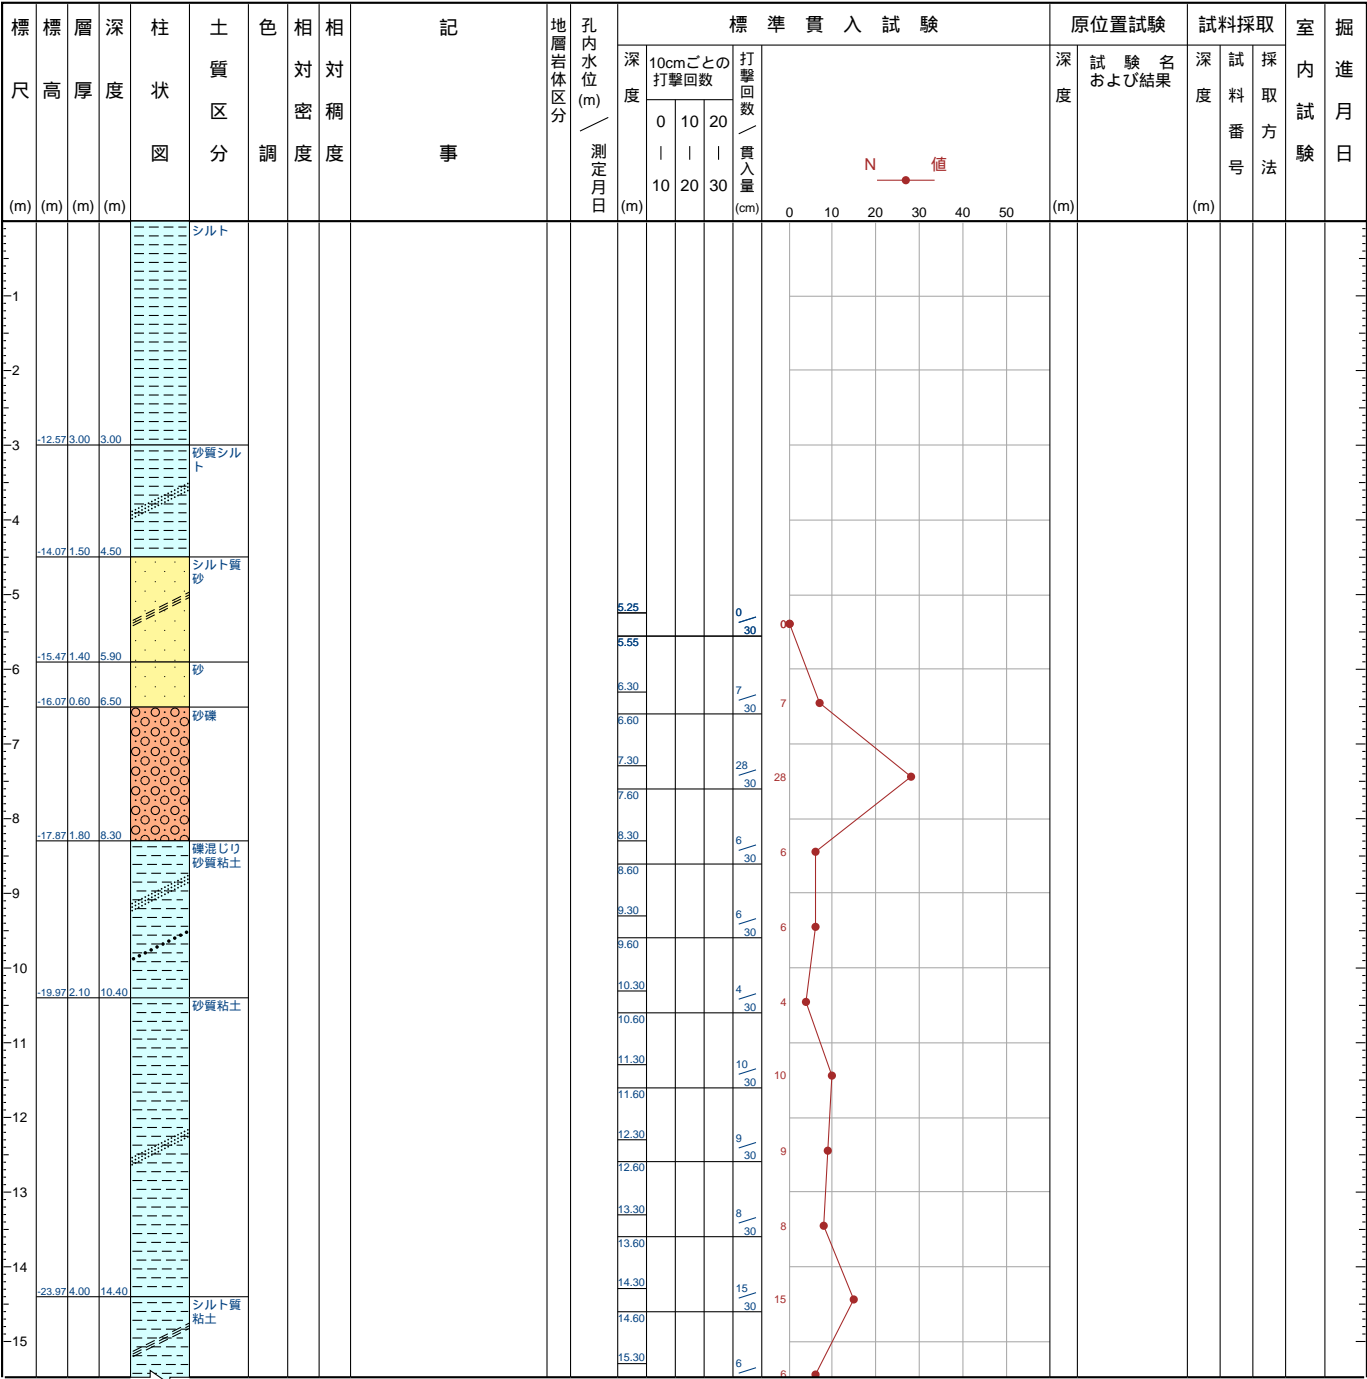 標尺(m)
標高(m)
層厚(m)
深度(m)
柱状図
土質区分
色調
相対密度
相対稠度
記事
地層岩体区分
孔内水位(m)／測定月日
標準貫入試験
深度(m)
10cmごとの
打撃回数
0 10 20
| | |
10 20 30
打撃回数／貫入量(cm)
N 値
0 10 20 30 40 50
原位置試験
深度(m)
試験名
および結果
試料採取
深度(m)
試料番号
採取方法
室内試験
掘進月日
シルト
1
2
-12.57 3.00 3.00
3
砂質シル
ト
4
-14.07 1.50 4.50
シルト質
砂
5
5.25 0
30 0
5.55
-15.47 1.40 5.90
6
砂
6.30 7
-16.07 0.60 6.50
30 7
砂礫
6.60
7
7.30 28
30 28
7.60
8
-17.87 1.80 8.30
8.30 6
礫混じり
砂質粘土
30 6
8.60
9
9.30 6
30 6
9.60
10
-19.97 2.10 10.40
10.30 4
砂質粘土
30 4
10.60
11
11.30 10
30 10
11.60
12
12.30 9
30 9
12.60
13
13.30 8
30 8
13.60
14
-23.97 4.00 14.40
14.30 15
シルト質
粘土
30 15
14.60
15
15.30 6
6